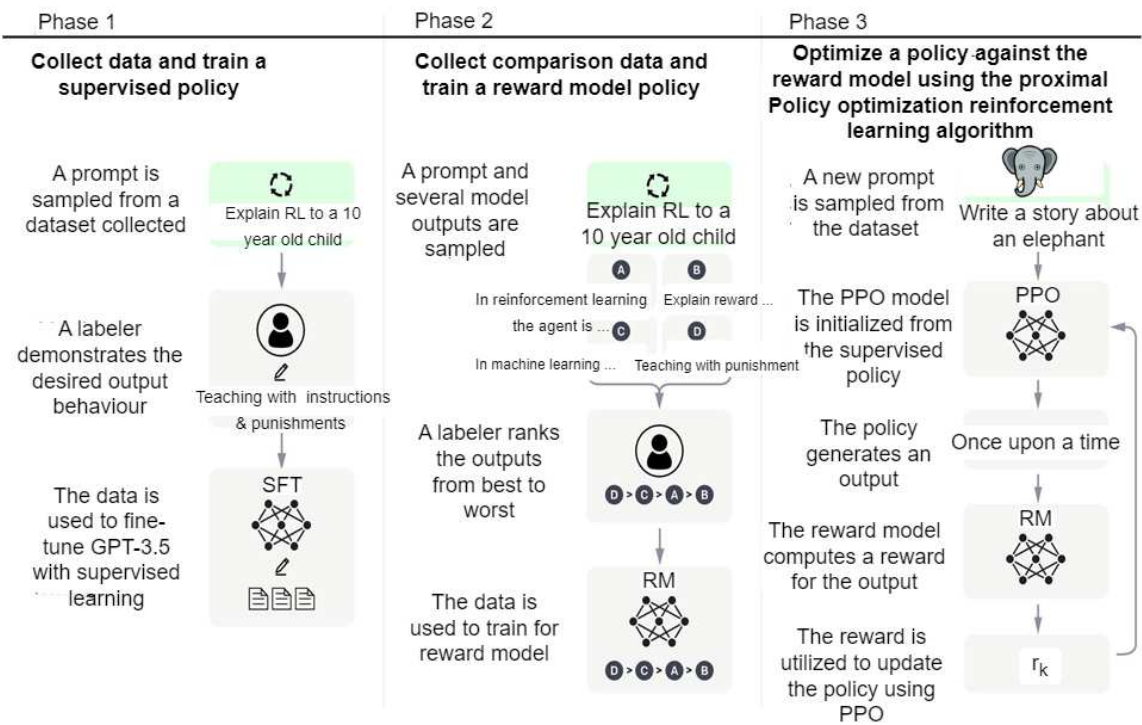 Phase 1
Collect data and train a
supervised policy
A prompt is
sampled from a
dataset collected
Explain RL to a 10
year old child
A labeler
demonstrates the
desired output
behaviour
Teaching with instructions
& punishments
The data is
used to fine-
tune GPT-3.5
with supervised
learning
SFT
Phase 2
Collect comparison data and
train a reward model policy
A prompt and
several model
outputs are
sampled
Explain RL to a
10 year old child
A
B
In reinforcement learning
the agent is ...
Explain reward ...
C
D
In machine learning ...
Teaching with punishment
A labeler ranks
the outputs
from best to
worst
D > C > A > B
The data is
used to train for
reward model
RM
D > C > A > B
Phase 3
Optimize a policy against the
reward model using the proximal
Policy optimization reinforcement
learning algorithm
A new prompt
is sampled from
the dataset
Write a story about
an elephant
The PPO model
is initialized from
the supervised
policy
PPO
The policy
generates an
output
Once upon a time
The reward model
computes a reward
for the output
RM
The reward is
utilized to update
the policy using
PPO
rk